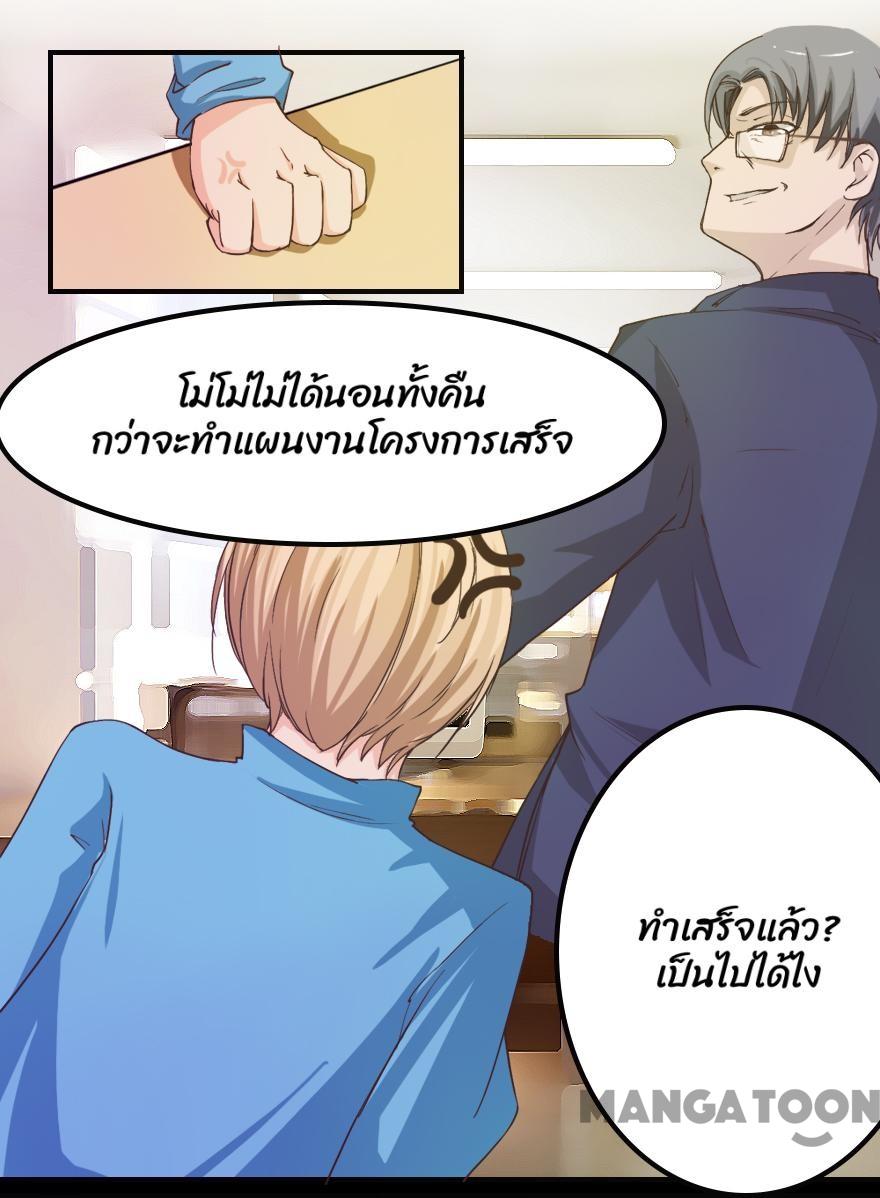 โม่โม่ไม่ได้นอนทั้งคืน
กว่าจะทำแผนงานโครงการเสร็จ
ทำเสร็จแล้ว?
เป็นไปได้ไง
MANGATOON